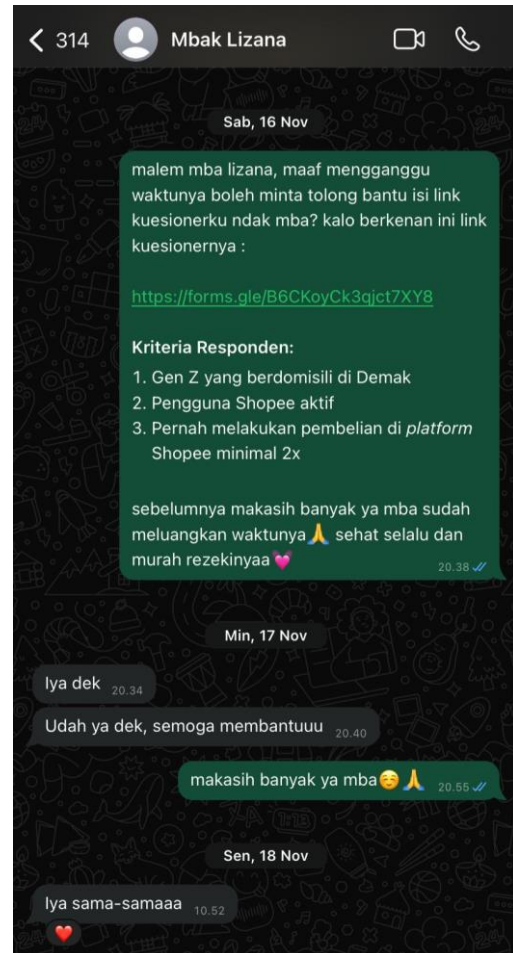 314
Mbak Lizana
Sab, 16 Nov
malem mba lizana, maaf mengganggu
waktunya boleh minta tolong bantu isi link
kuesionerku ndak mba? kalo berkenan ini link
kuesionernya :
https://forms.gle/B6CKoyCk3qjct7XY8
Kriteria Responden:
1. Gen Z yang berdomisili di Demak
2. Pengguna Shopee aktif
3. Pernah melakukan pembelian di platform
Shopee minimal 2x
sebelumnya makasih banyak ya mba sudah
meluangkan waktunya🙏 sehat selalu dan
murah rezekinyaa💓
20.38
Min, 17 Nov
Iya dek 20.34
Udah ya dek, semoga membantuuu 20.40
makasih banyak ya mba☺️🙏 20.55
Sen, 18 Nov
Iya sama-samaaa 10.52
❤️